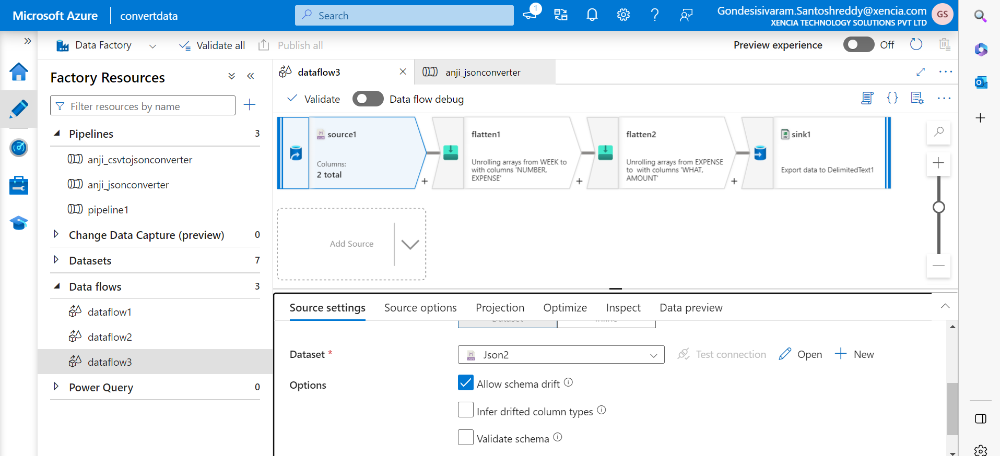 Microsoft Azure
convertdata
Search
1
Gondesisivaram.Santoshreddy@xencia.com
XENCIA TECHNOLOGY SOLUTIONS PVT LTD
GS
Data Factory
Validate all
Publish all
Preview experience
Off
Factory Resources
Filter resources by name
Pipelines 3
anji_csvtojsonconverter
anji_jsonconverter
pipeline1
Change Data Capture (preview) 0
Datasets 7
Data flows 3
dataflow1
dataflow2
dataflow3
Power Query 0
dataflow3
anji_jsonconverter
Validate
Data flow debug
source1
Columns:
2 total
flatten1
Unrolling arrays from WEEK to
with columns 'NUMBER,
EXPENSE'
flatten2
Unrolling arrays from EXPENSE
to with columns 'WHAT,
AMOUNT'
sink1
Export data to DelimitedText1
Add Source
Source settings
Source options
Projection
Optimize
Inspect
Data preview
Dataset Inline
Dataset *
JSON
Json2
Test connection
Open
New
Options
Allow schema drift
Infer drifted column types
Validate schema